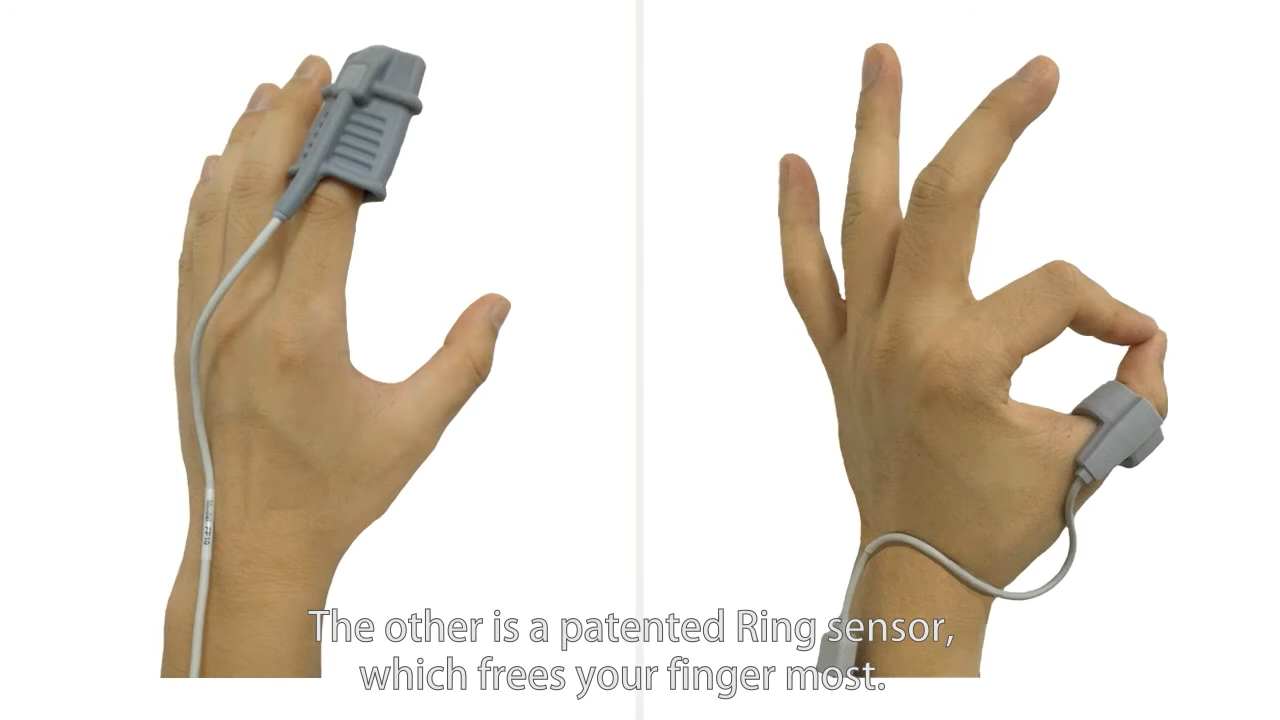 The other is a patented Ring sensor,
which frees your finger most.